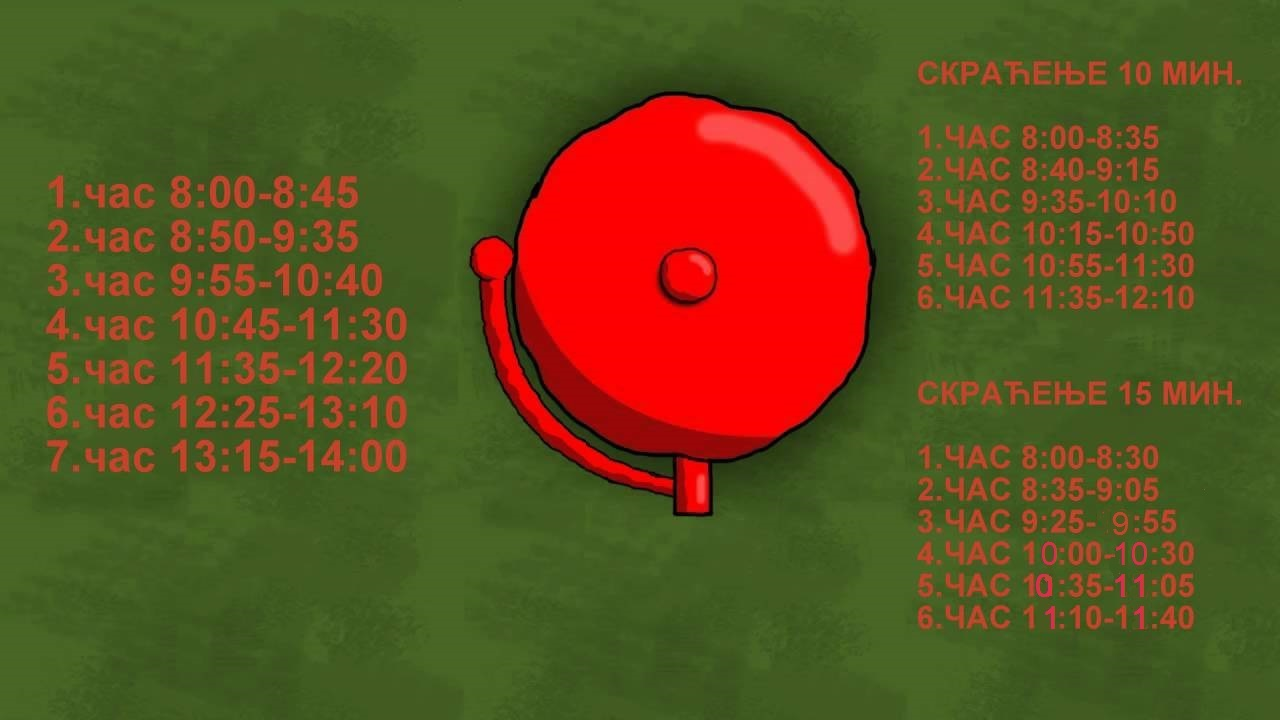 1.час 8:00-8:45
2.час 8:50-9:35
3.час 9:55-10:40
4.час 10:45-11:30
5.час 11:35-12:20
6.час 12:25-13:10
7.час 13:15-14:00
СКРАЋЕЊЕ 10 МИН.
1.ЧАС 8:00-8:35
2.ЧАС 8:40-9:15
3.ЧАС 9:35-10:10
4.ЧАС 10:15-10:50
5.ЧАС 10:55-11:30
6.ЧАС 11:35-12:10
СКРАЋЕЊЕ 15 МИН.
1.ЧАС 8:00-8:30
2.ЧАС 8:35-9:05
3.ЧАС 9:25- 9:55
4.ЧАС 10:00-10:30
5.ЧАС 10:35-11:05
6.ЧАС 11:10-11:40